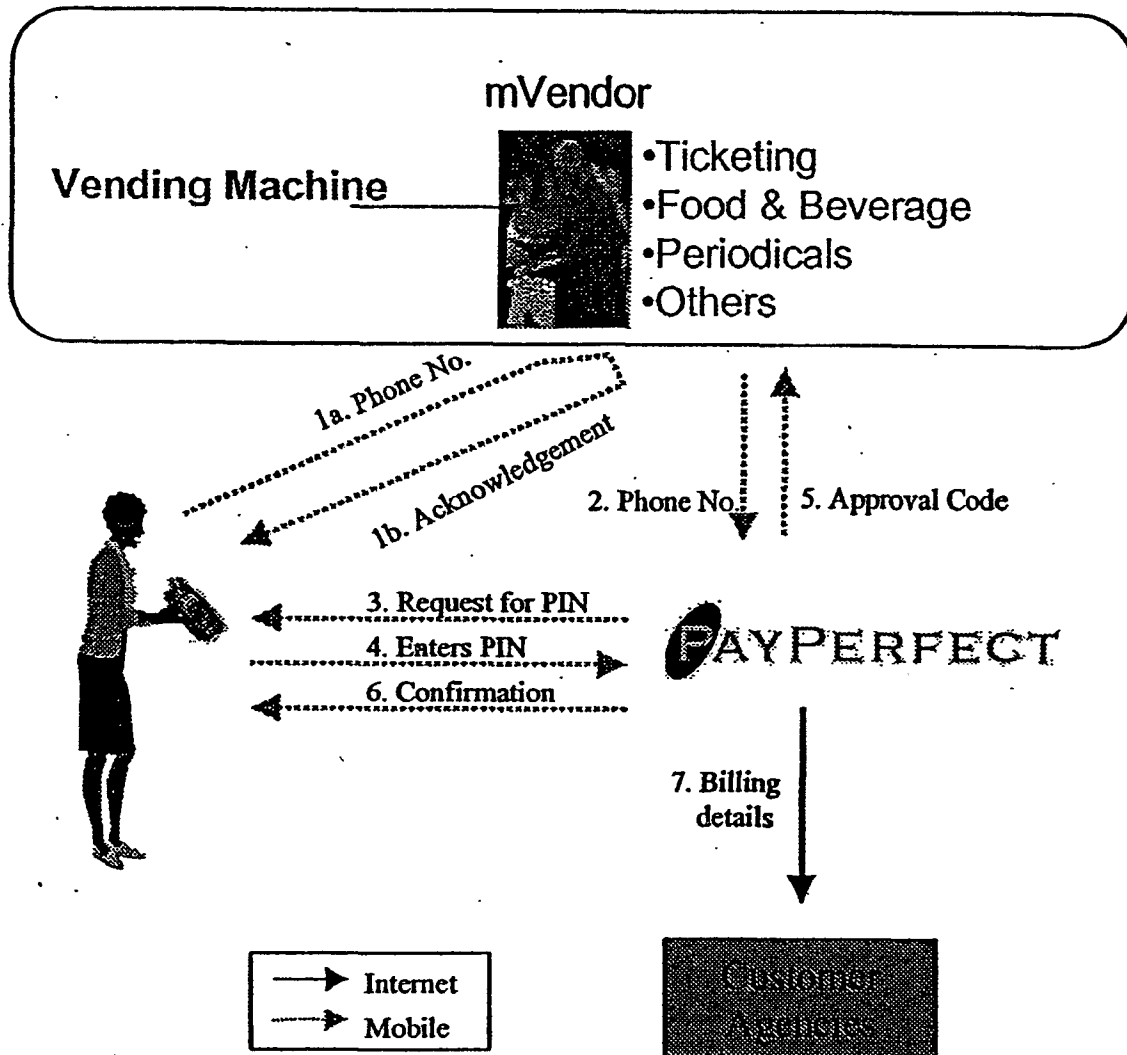 mVendor
Vending Machine
•Ticketing
•Food & Beverage
•Periodicals
•Others
1a. Phone No.
1b. Acknowledgement
2. Phone No.
5. Approval Code
3. Request for PIN
4. Enters PIN
6. Confirmation
PAYPERFECT
7. Billing
details
Internet
Mobile
Customer
Agencies